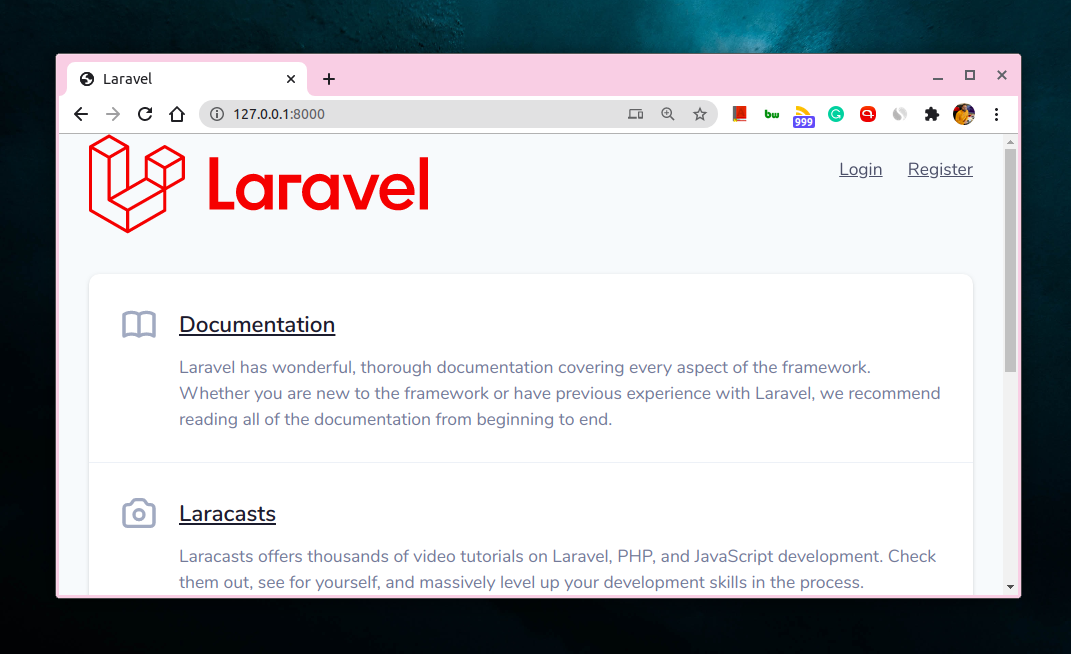 Laravel
127.0.0.1:8000
bw
999
Laravel
Login
Register
Documentation
Laravel has wonderful, thorough documentation covering every aspect of the framework.
Whether you are new to the framework or have previous experience with Laravel, we recommend
reading all of the documentation from beginning to end.
Laracasts
Laracasts offers thousands of video tutorials on Laravel, PHP, and JavaScript development. Check
them out, see for yourself, and massively level up your development skills in the process.